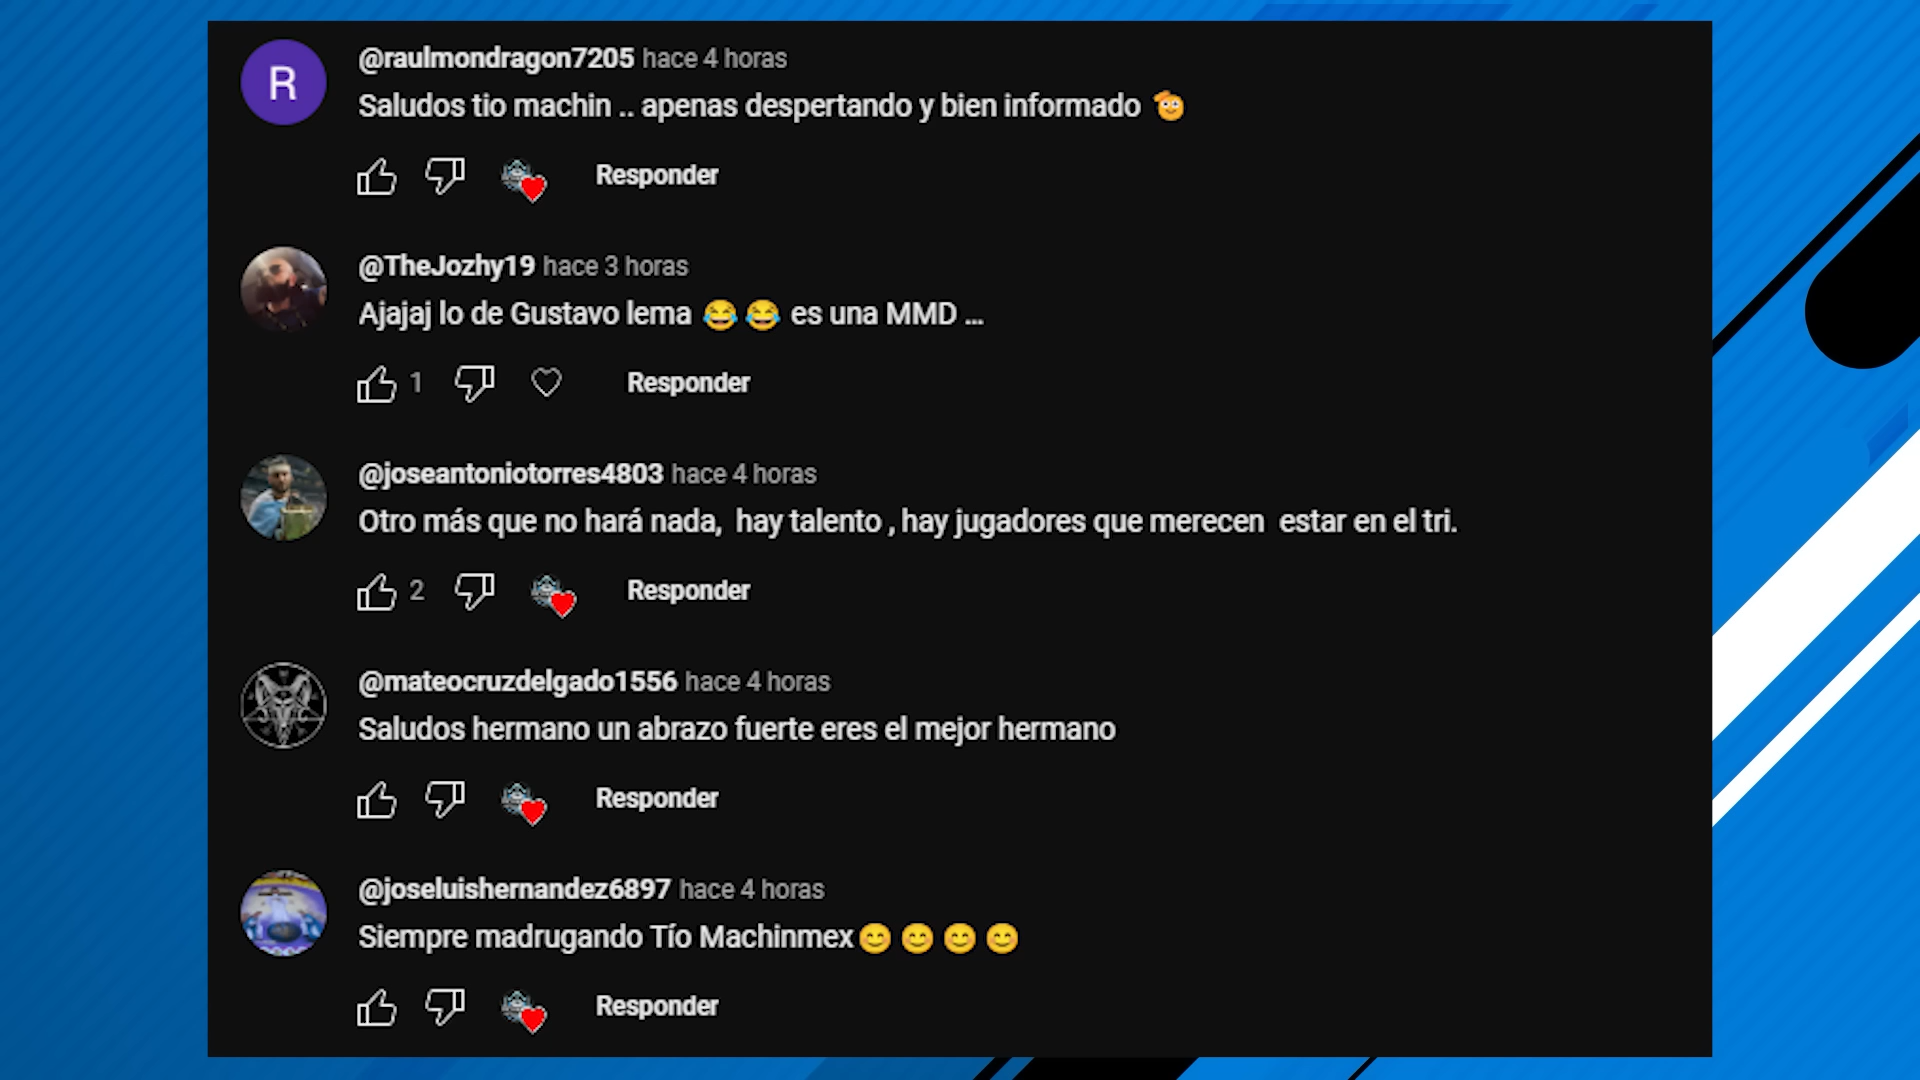 R
@raulmondragon7205 hace 4 horas
Saludos tio machin .. apenas despertando y bien informado 🫡
Responder
@TheJozhy19 hace 3 horas
Ajajaj lo de Gustavo lema 😂😂 es una MMD ...
1 Responder
@joseantoniotorres4803 hace 4 horas
Otro más que no hará nada, hay talento , hay jugadores que merecen estar en el tri.
2 Responder
@mateocruzdelgado1556 hace 4 horas
Saludos hermano un abrazo fuerte eres el mejor hermano
Responder
@joseluishernandez6897 hace 4 horas
Siempre madrugando Tío Machinmex😊😊😊😊
Responder